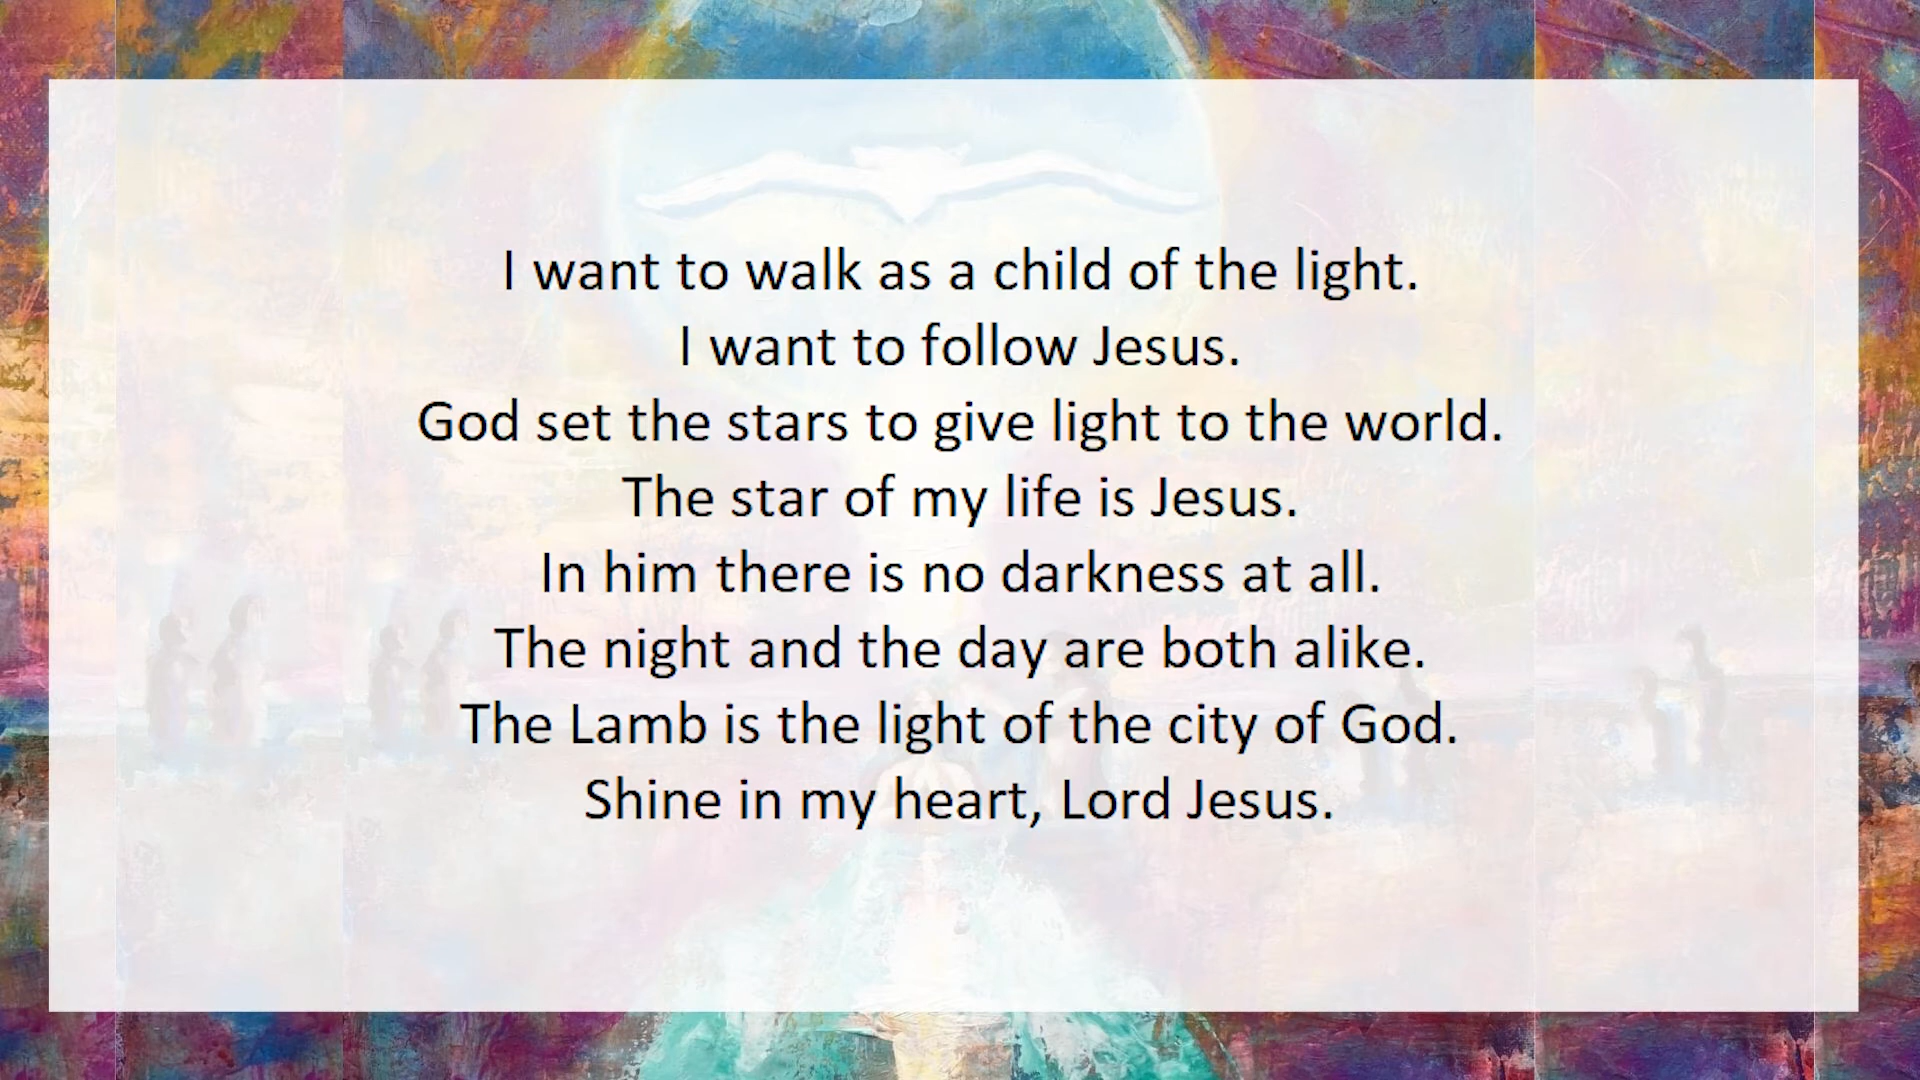 I want to walk as a child of the light.
I want to follow Jesus.
God set the stars to give light to the world.
The star of my life is Jesus.
In him there is no darkness at all.
The night and the day are both alike.
The Lamb is the light of the city of God.
Shine in my heart, Lord Jesus.